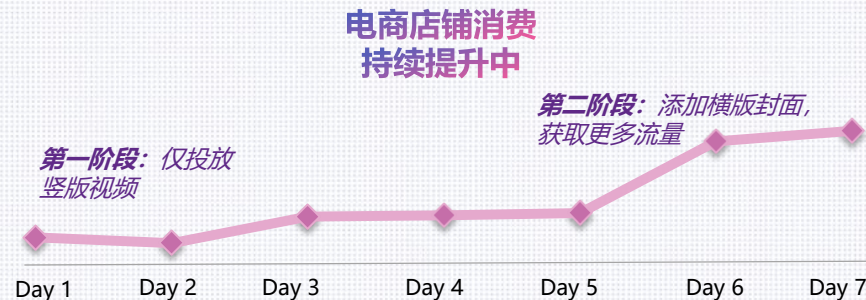 电商店铺消费
持续提升中
第二阶段：添加横版封面，
获取更多流量
第一阶段：仅投放
竖版视频
Day 1
Day 2
Day 3
Day 4
Day 5
Day 6
Day 7